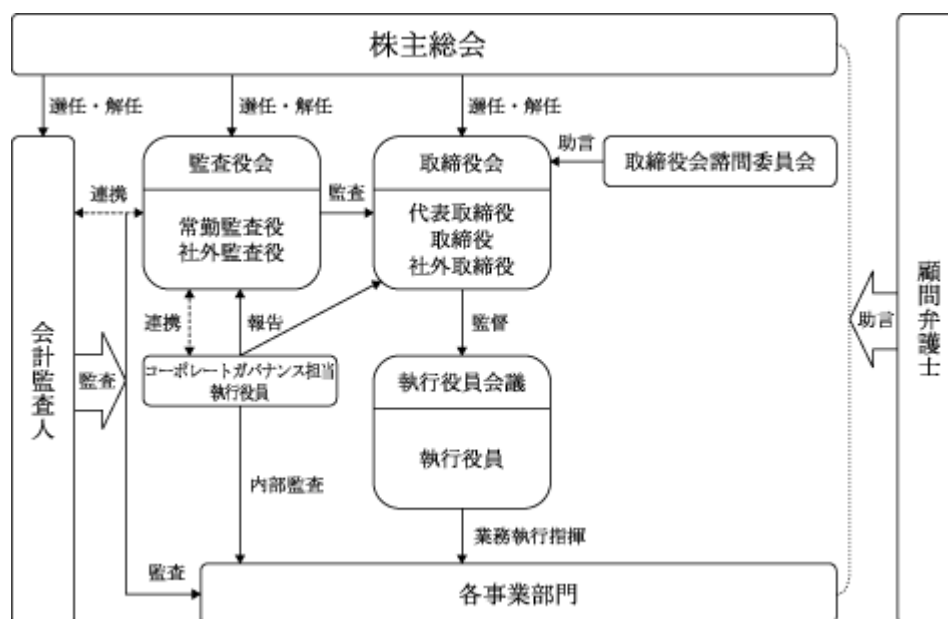 株主総会
選任・解任
選任・解任
選任・解任
監査役会
常勤監査役
社外監査役
監査
取締役会
代表取締役
取締役
社外取締役
助言
取締役会諮問委員会
連携
連携
報告
監督
コーポレートガバナンス担当
執行役員
執行役員会議
執行役員
会計監査人
監査
内部監査
業務執行指揮
監査
各事業部門
助言
顧問弁護士